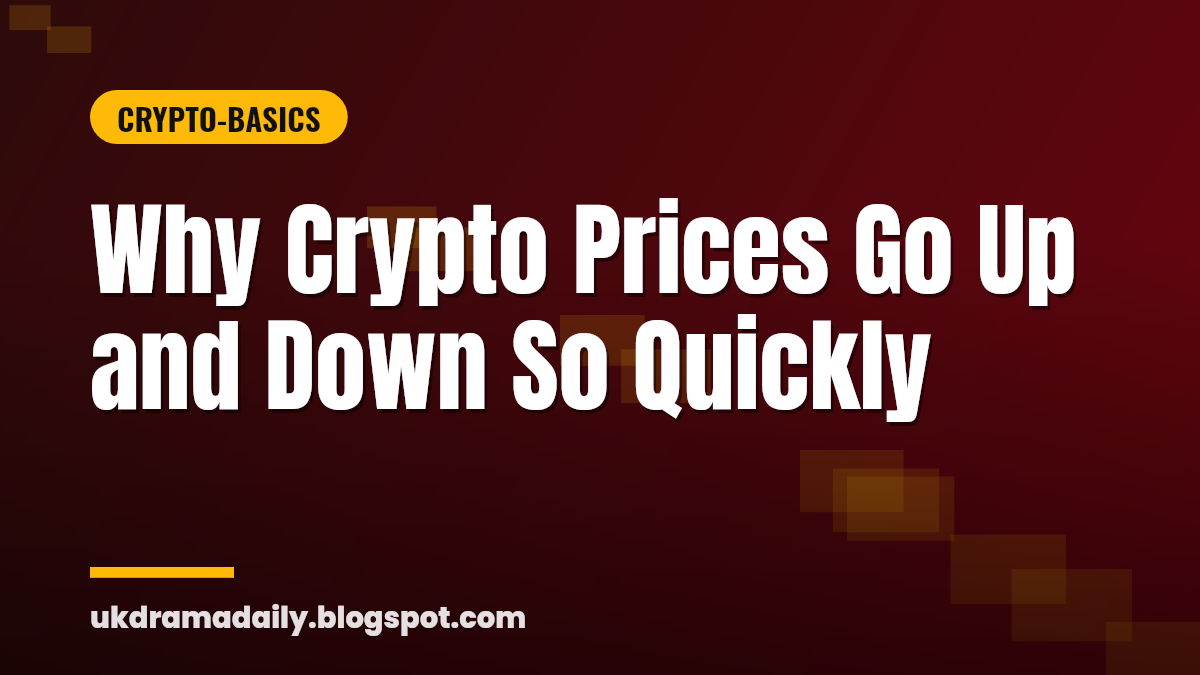 CRYPTO-BASICS
Why Crypto Prices Go Up
and Down So Quickly
ukdramadaily.blogspot.com